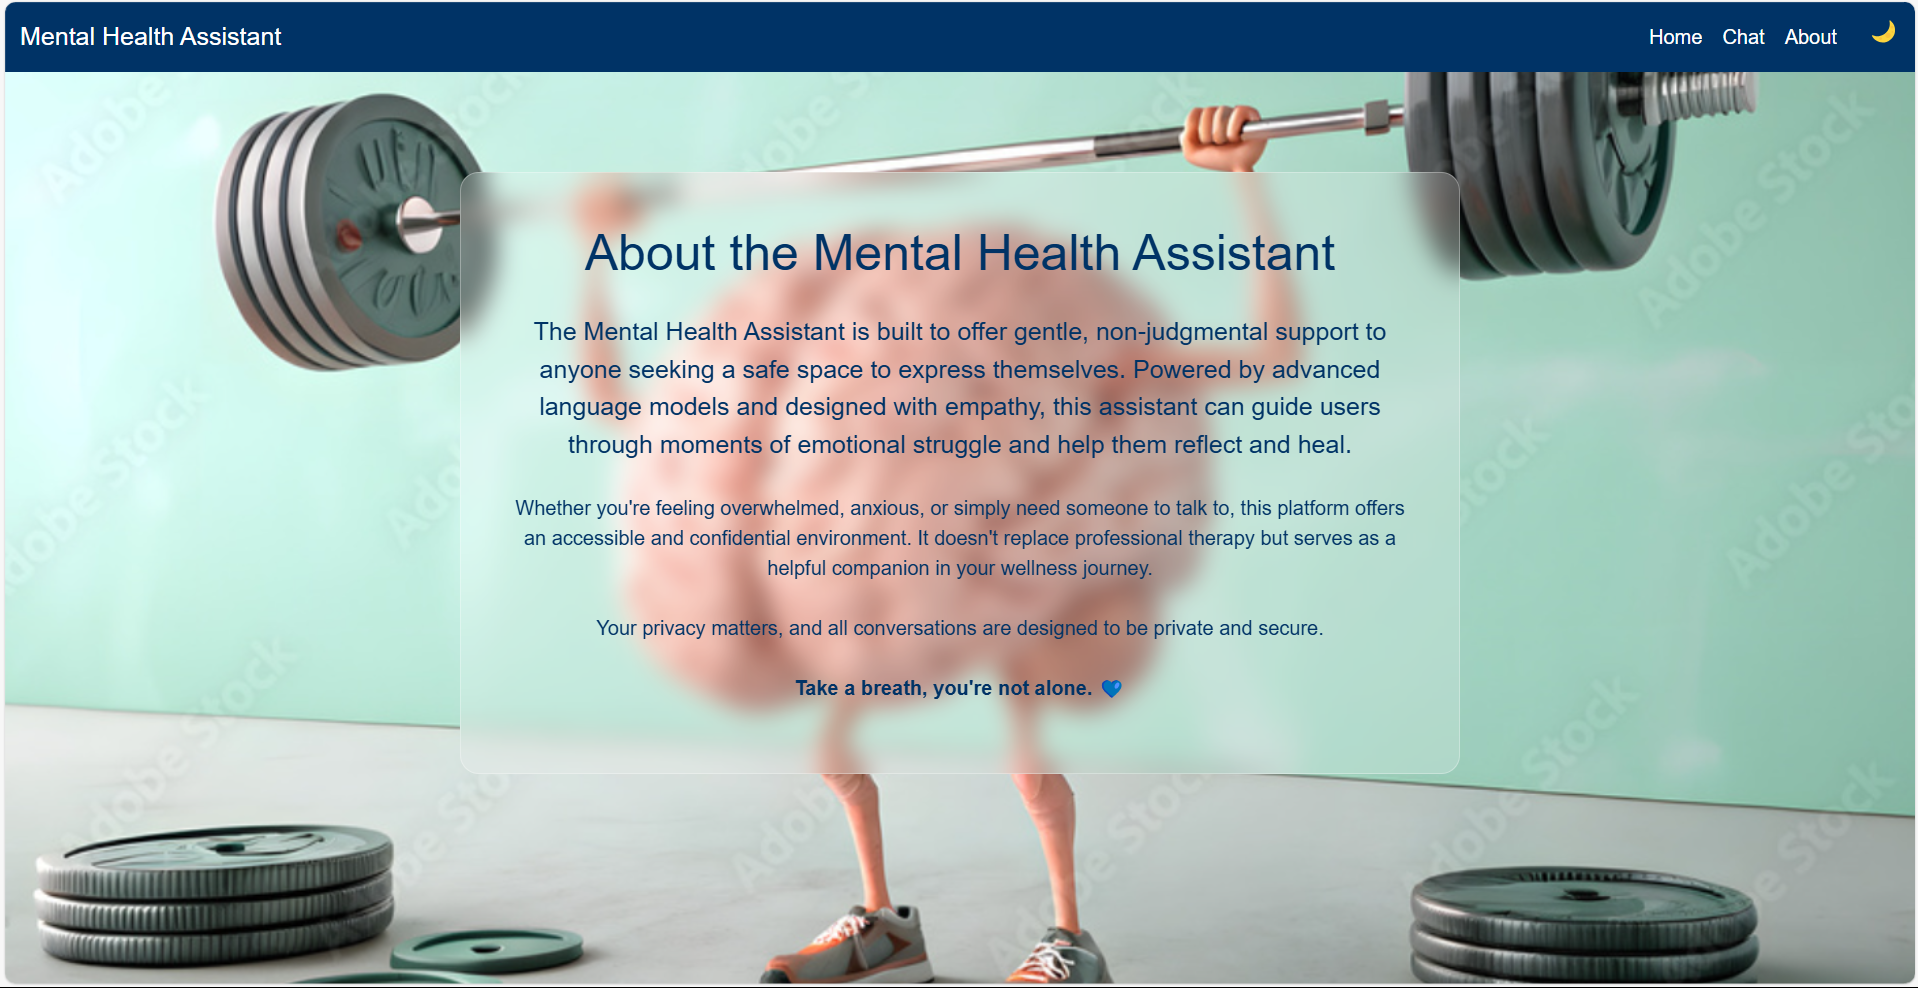 Mental Health Assistant
Home Chat About
About the Mental Health Assistant
The Mental Health Assistant is built to offer gentle, non-judgmental support to
anyone seeking a safe space to express themselves. Powered by advanced
language models and designed with empathy, this assistant can guide users
through moments of emotional struggle and help them reflect and heal.
Whether you're feeling overwhelmed, anxious, or simply need someone to talk to, this platform offers
an accessible and confidential environment. It doesn't replace professional therapy but serves as a
helpful companion in your wellness journey.
Your privacy matters, and all conversations are designed to be private and secure.
Take a breath, you're not alone. 💙
Adobe Stock